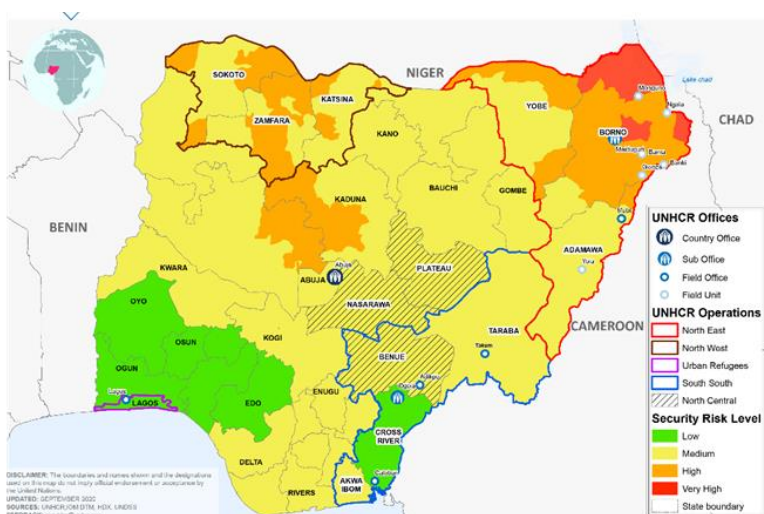 NIGER
Lake chad
SOKOTO
KATSINA
YOBE
Monguno
Ngala
CHAD
ZAMFARA
KANO
BORNO
Maiduguri
Bama
Banki
KADUNA
BAUCHI
GOMBE
BENIN
Mubi
ADAMAWA
Yola
KWARA
ABUJA
Abuja
PLATEAU
OYO
NASARAWA
CAMEROON
OSUN
KOGI
TARABA
OGUN
BENUE
Takum
Lagos
LAGOS
EDO
ENUGU
Ogoja
Adikpo
CROSS
RIVER
DELTA
AKWA
IBOM
Calabar
RIVERS
UNHCR Offices
Country Office
Sub Office
Field Office
Field Unit
UNHCR Operations
North East
North West
Urban Refugees
South South
North Central
Security Risk Level
Low
Medium
High
Very High
State boundary
DISCLAIMER: The boundaries and names shown and the designations
used on this map do not imply official endorsement or acceptance by
the United Nations.
UPDATED: SEPTEMBER 2022
SOURCES: UNHCR,IOM DTM, HDX, UNDSS